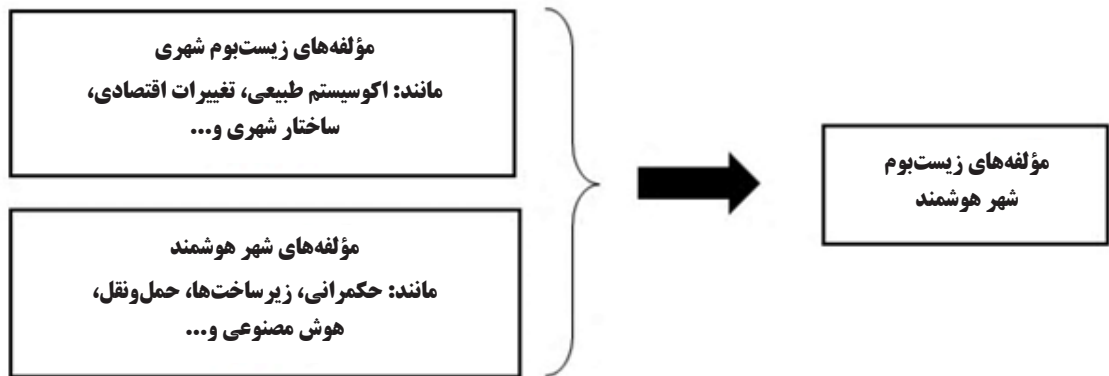 مؤلفه‌های زیست‌بوم شهری
مانند: اکوسیستم طبیعی، تغییرات اقتصادی،
ساختار شهری و...
مؤلفه‌های شهر هوشمند
مانند: حکمرانی، زیرساخت‌ها، حمل‌ونقل،
هوش مصنوعی و...
مؤلفه‌های زیست‌بوم
شهر هوشمند